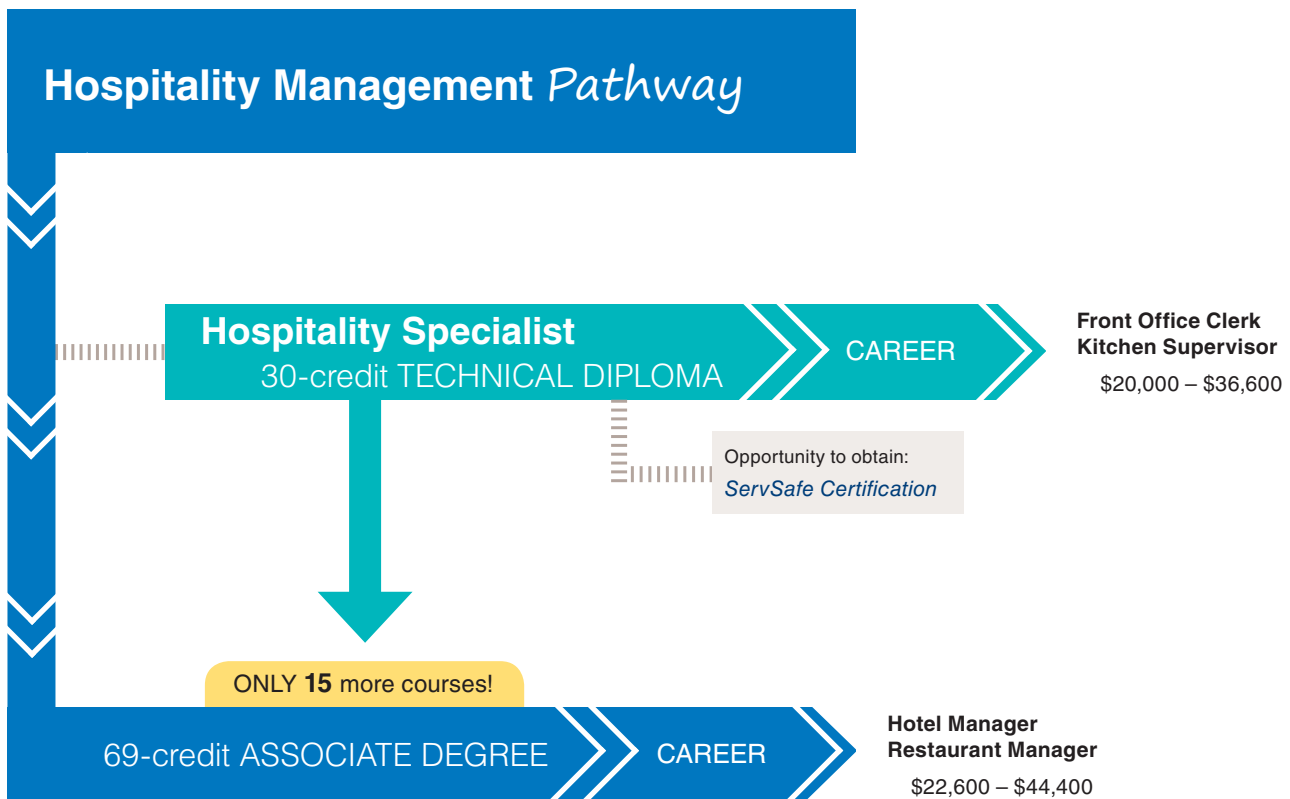 Hospitality Management Pathway
Hospitality Specialist
30-credit TECHNICAL DIPLOMA
CAREER
Front Office Clerk
Kitchen Supervisor
$20,000 – $36,600
Opportunity to obtain:
ServSafe Certification
ONLY 15 more courses!
69-credit ASSOCIATE DEGREE
CAREER
Hotel Manager
Restaurant Manager
$22,600 – $44,400